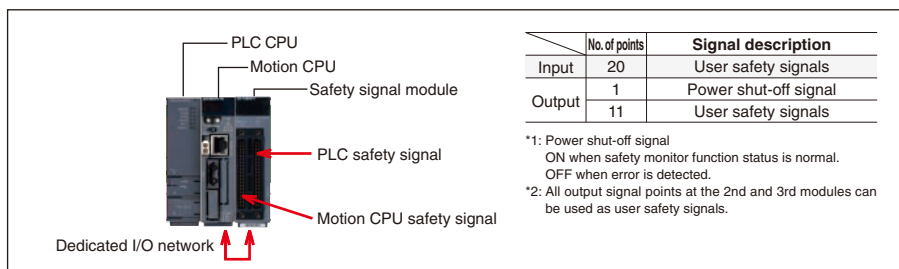 PLC CPU
Motion CPU
Safety signal module
PLC safety signal
Motion CPU safety signal
Dedicated I/O network
No. of points Signal description
Input 20 User safety signals
Output 1 Power shut-off signal
11 User safety signals
*1: Power shut-off signal
ON when safety monitor function status is normal.
OFF when error is detected.
*2: All output signal points at the 2nd and 3rd modules can
be used as user safety signals.